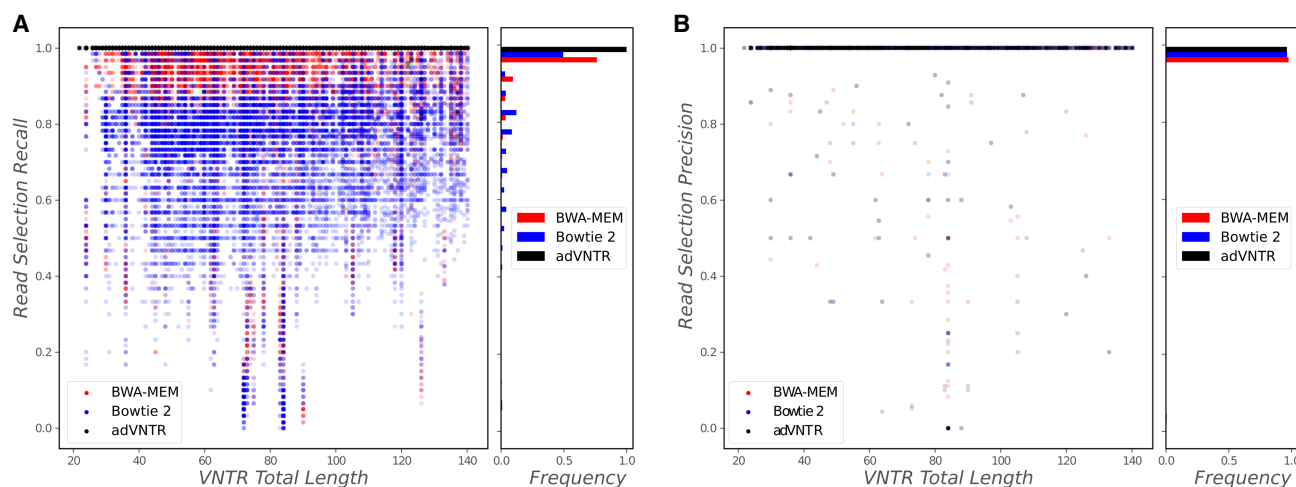 A
B
1.0
0.8
0.6
0.4
0.2
0.0
Read Selection Recall
BWA-MEM
Bowtie 2
adVNTR
20 40 60 80 100 120 140
VNTR Total Length
BWA-MEM
Bowtie 2
adVNTR
0.0 0.5 1.0
Frequency
1.0
0.8
0.6
0.4
0.2
0.0
Read Selection Precision
BWA-MEM
Bowtie 2
adVNTR
20 40 60 80 100 120 140
VNTR Total Length
BWA-MEM
Bowtie 2
adVNTR
0.0 0.5 1.0
Frequency